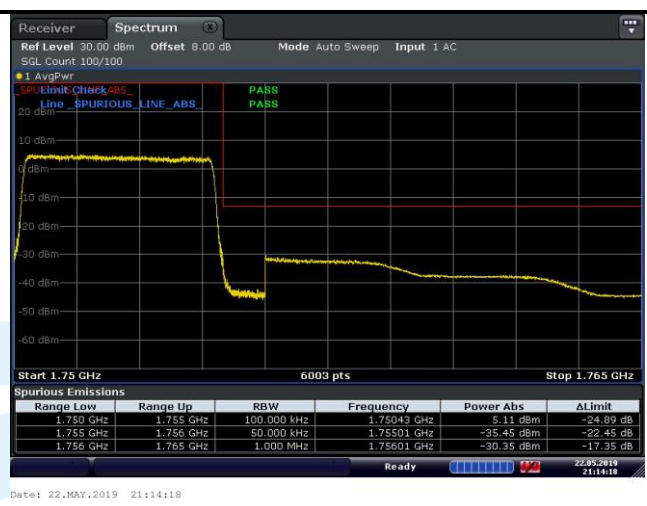 Receiver Spectrum
Ref Level 30.00 dBm Offset 8.00 dB Mode Auto Sweep Input 1 AC
SGL Count 100/100
1 AvgPwr
Limit Check PASS
Line _SPURIOUS_LINE_ABS_ PASS
20 dBm
10 dBm
0 dBm
-10 dBm
-20 dBm
-30 dBm
-40 dBm
-50 dBm
-60 dBm
Start 1.75 GHz 6003 pts Stop 1.765 GHz
Spurious Emissions
Range Low Range Up RBW Frequency Power Abs ΔLimit
1.750 GHz 1.755 GHz 100.000 kHz 1.75043 GHz 5.11 dBm -24.89 dB
1.755 GHz 1.756 GHz 50.000 kHz 1.75501 GHz -35.45 dBm -22.45 dB
1.756 GHz 1.765 GHz 1.000 MHz 1.75601 GHz -30.35 dBm -17.35 dB
Ready 22.05.2019
21:14:18
Date: 22.MAY.2019 21:14:18